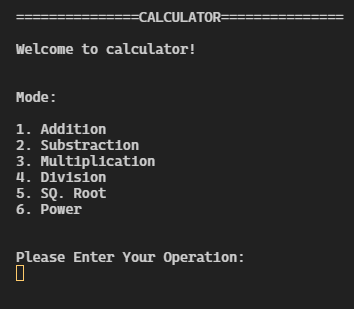 ===============CALCULATOR===============
Welcome to calculator!
Mode:
1. Addition
2. Substraction
3. Multiplication
4. Division
5. SQ. Root
6. Power
Please Enter Your Operation: